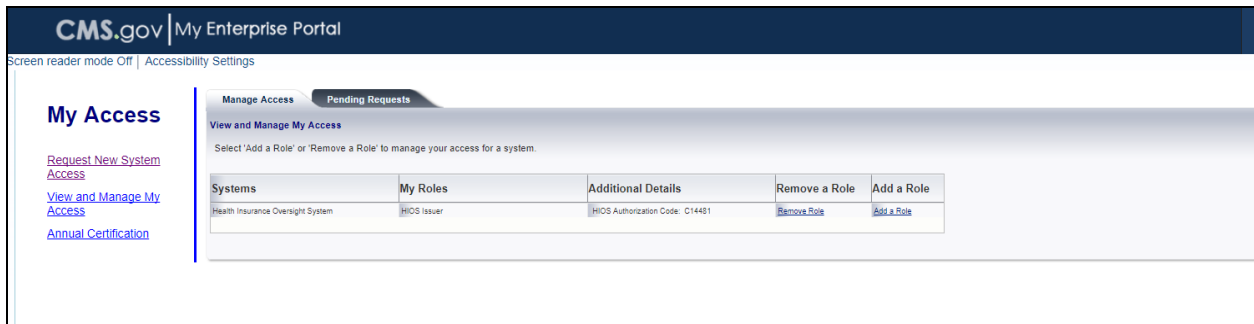 CMS.gov My Enterprise Portal
Screen reader mode Off | Accessibility Settings
My Access
Request New System
Access
View and Manage My
Access
Annual Certification
Manage Access Pending Requests
View and Manage My Access
Select 'Add a Role' or 'Remove a Role' to manage your access for a system.
Systems My Roles Additional Details Remove a Role Add a Role
Health Insurance Oversight System HIOS Issuer HIOS Authorization Code: C14481 Remove Role Add a Role